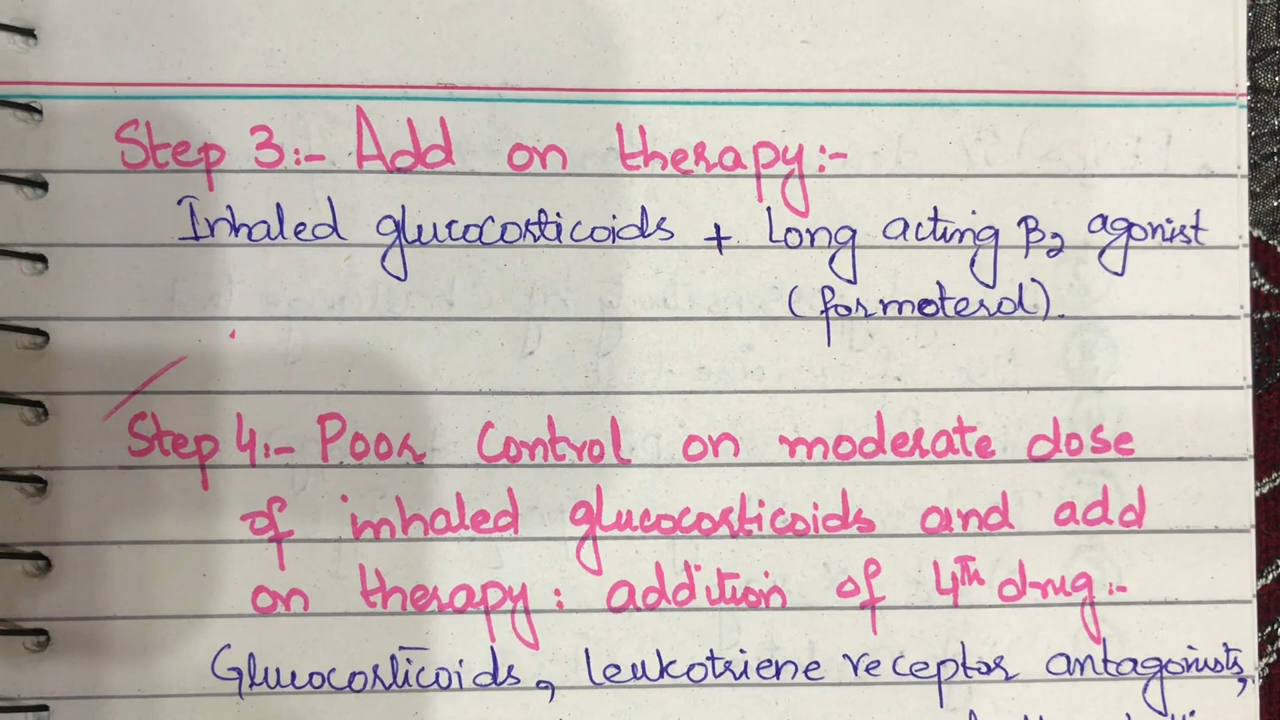 Step 3:- Add on therapy:-
Inhaled glucocorticoids + Long acting β2 agonist
(formoterol).
Step 4:- Poor Control on moderate dose
of inhaled glucocorticoids and add
on therapy: addition of 4th drug:-
Glucocorticoids, leukotriene receptor antagonists,